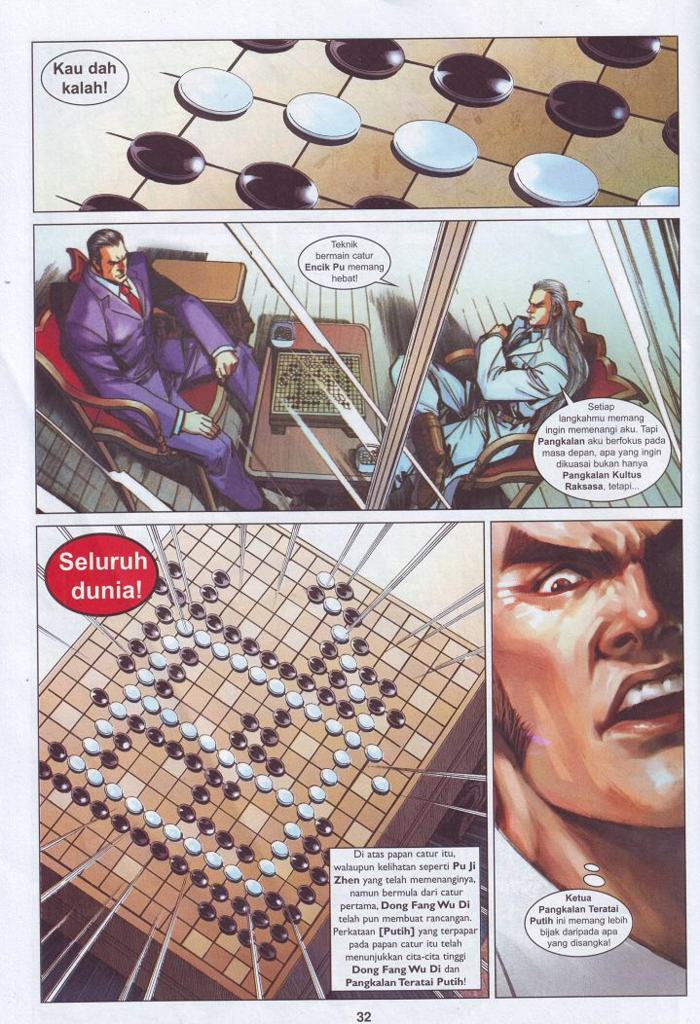 Kau dah
kalah!
Teknik
bermain catur
Encik Pu memang
hebat!
Setiap
langkahmu memang
ingin memenangi aku. Tapi
Pangkalan aku berfokus pada
masa depan, apa yang ingin
dikuasai bukan hanya
Pangkalan Kultus
Raksasa, tetapi...
Seluruh
dunia!
Di atas papan catur itu,
walaupun kelihatan seperti Pu Ji
Zhen yang telah memenanginya,
namun bermula dari catur
pertama, Dong Fang Wu Di
telah pun membuat rancangan.
Perkataan [Putih] yang terpapar
pada papan catur itu telah
menunjukkan cita-cita tinggi
Dong Fang Wu Di dan
Pangkalan Teratai Putih!
Ketua
Pangkalan Teratai
Putih ini memang lebih
bijak daripada apa
yang disangka!
32